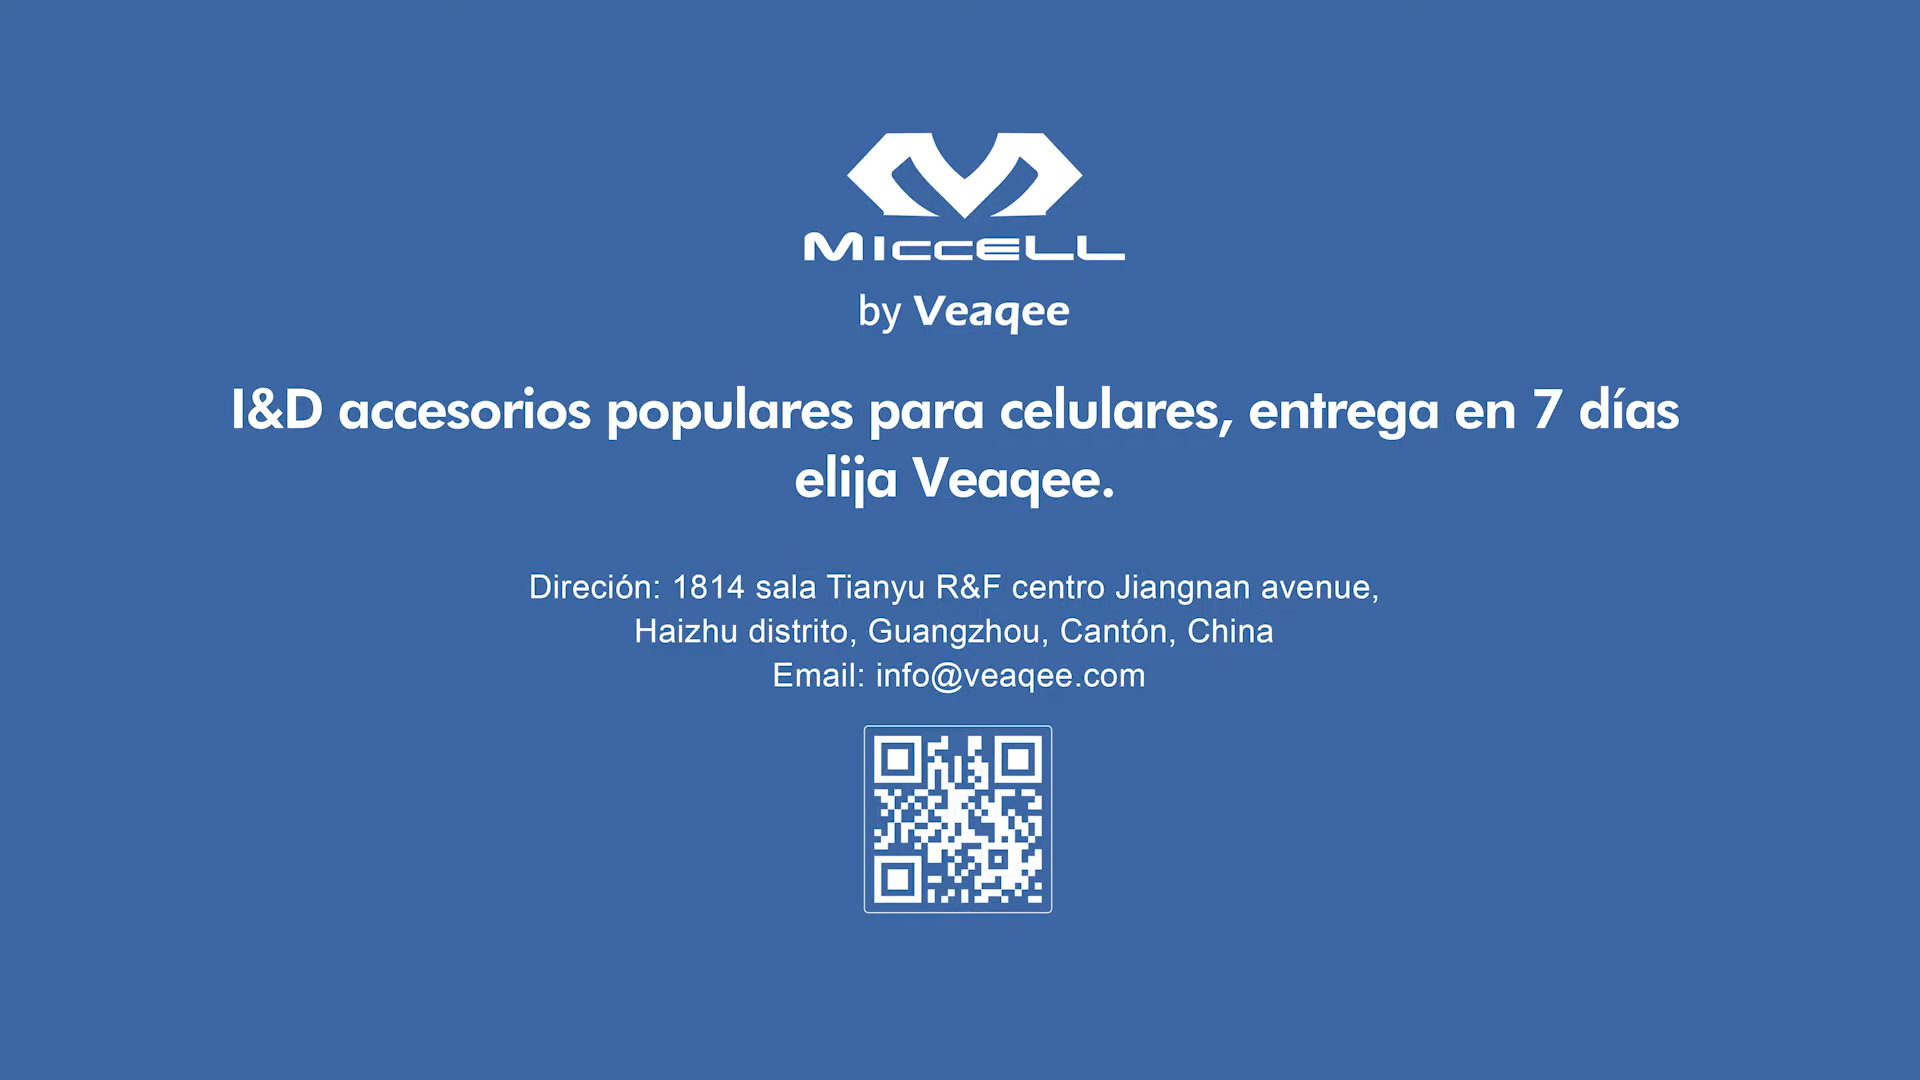 MICCELL
by Veaqee
I&D accesorios populares para celulares, entrega en 7 días
elija Veaqee.
Direción: 1814 sala Tianyu R&F centro Jiangnan avenue,
Haizhu distrito, Guangzhou, Cantón, China
Email: info@veaqee.com